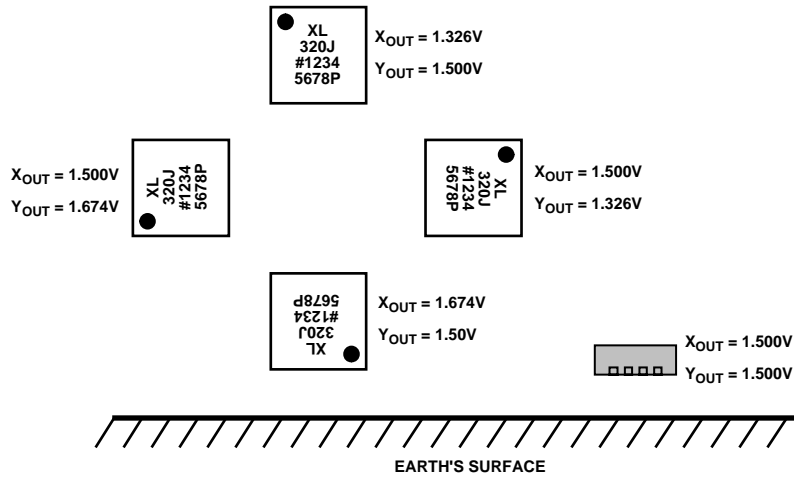 XL
320J
#1234
5678P
XOUT = 1.326V
YOUT = 1.500V
XOUT = 1.500V
YOUT = 1.674V
XL
320J
#1234
5678P
XL
320J
#1234
5678P
XOUT = 1.500V
YOUT = 1.326V
XL
320J
#1234
5678P
XOUT = 1.674V
YOUT = 1.50V
XOUT = 1.500V
YOUT = 1.500V
EARTH'S SURFACE